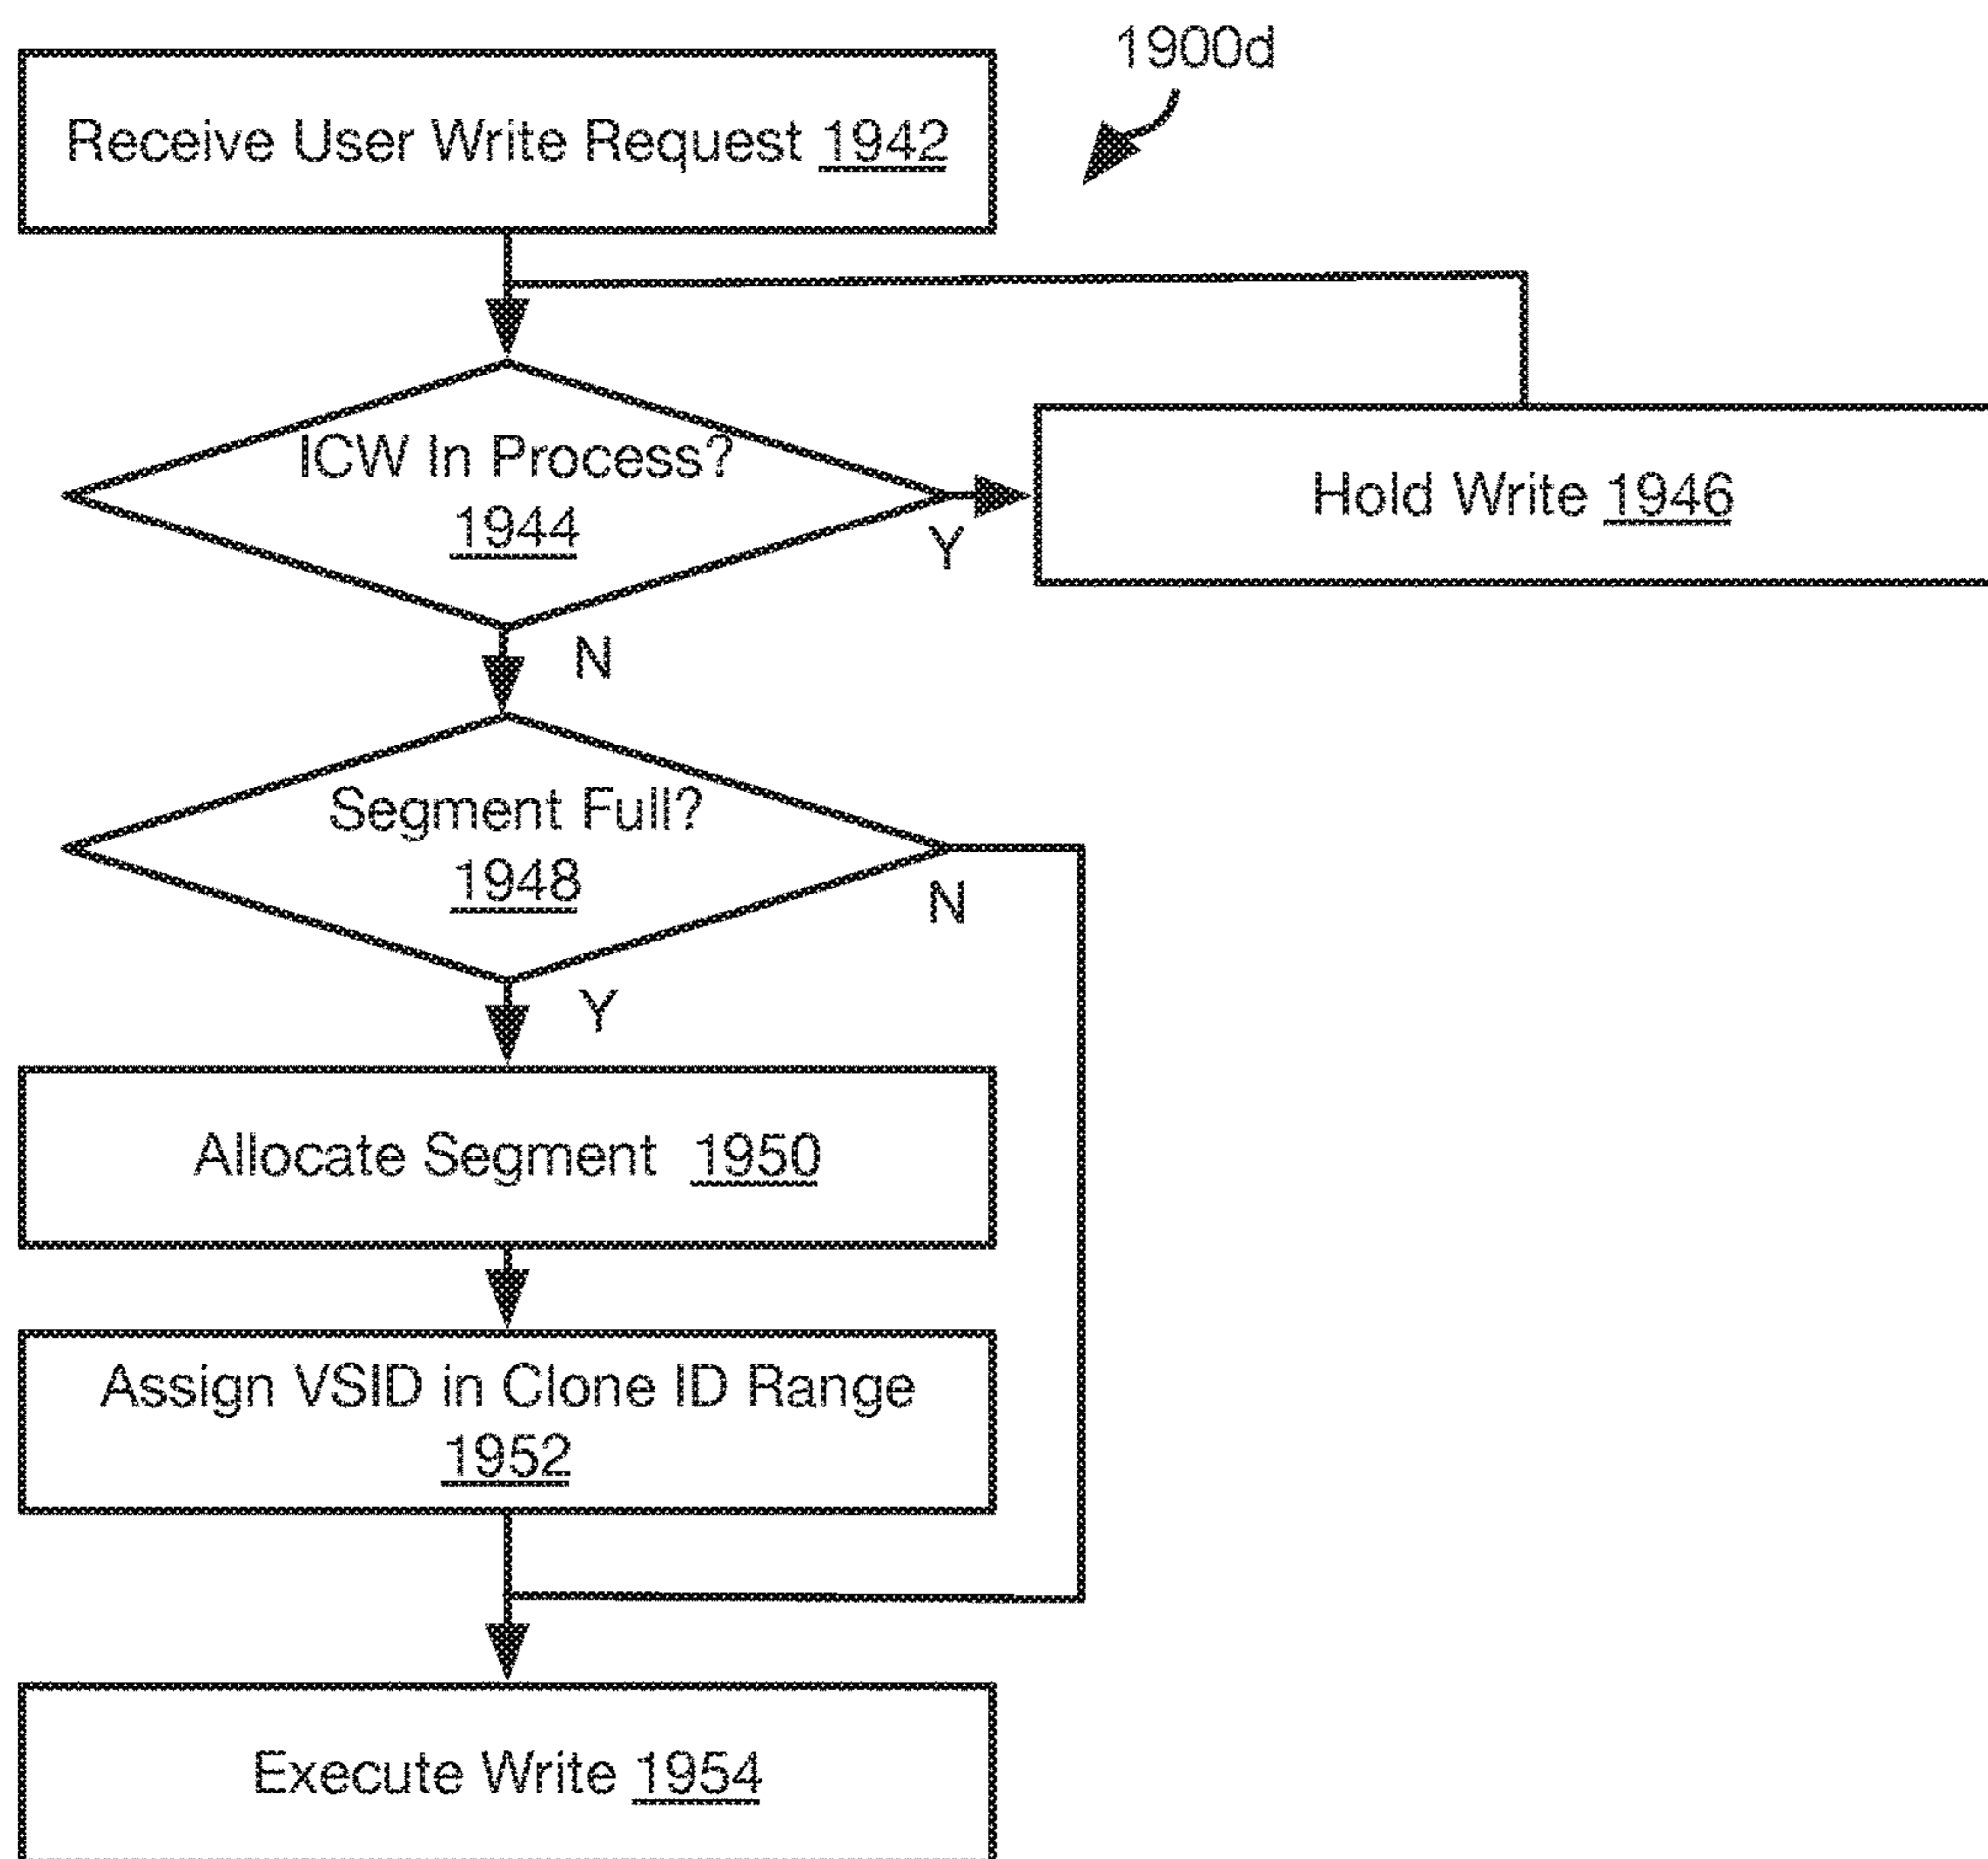 1900d
Receive User Write Request 1942
ICW In Process?
1944
Y
Hold Write 1946
N
Segment Full?
1948
N
Y
Allocate Segment 1950
Assign VSID in Clone ID Range
1952
Execute Write 1954